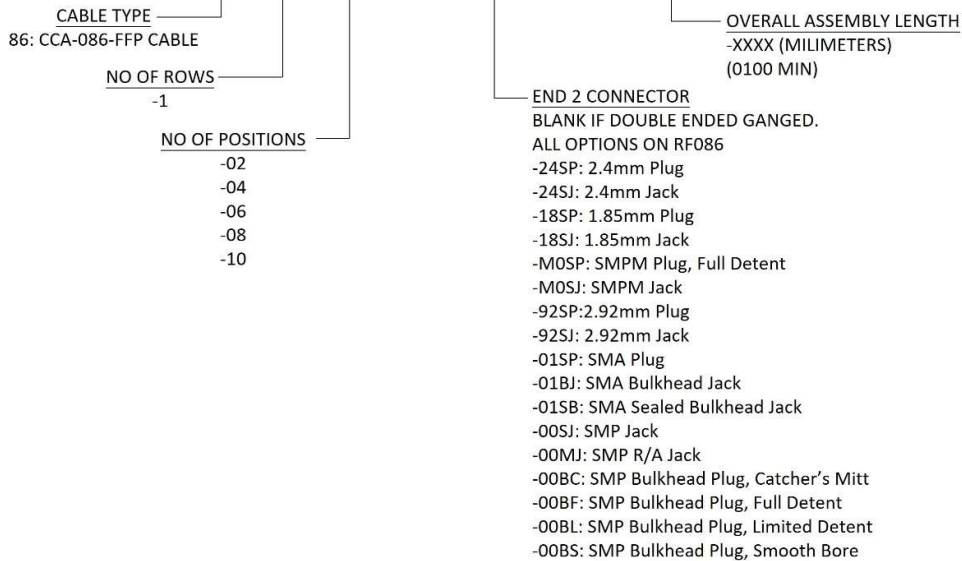 CABLE TYPE
86: CCA-086-FFP CABLE
NO OF ROWS
-1
NO OF POSITIONS
-02
-04
-06
-08
-10
OVERALL ASSEMBLY LENGTH
-XXXX (MILIMETERS)
(0100 MIN)
END 2 CONNECTOR
BLANK IF DOUBLE ENDED GANGED.
ALL OPTIONS ON RF086
-24SP: 2.4mm Plug
-24SJ: 2.4mm Jack
-18SP: 1.85mm Plug
-18SJ: 1.85mm Jack
-M0SP: SMPM Plug, Full Detent
-M0SJ: SMPM Jack
-92SP:2.92mm Plug
-92SJ: 2.92mm Jack
-01SP: SMA Plug
-01BJ: SMA Bulkhead Jack
-01SB: SMA Sealed Bulkhead Jack
-00SJ: SMP Jack
-00MJ: SMP R/A Jack
-00BC: SMP Bulkhead Plug, Catcher’s Mitt
-00BF: SMP Bulkhead Plug, Full Detent
-00BL: SMP Bulkhead Plug, Limited Detent
-00BS: SMP Bulkhead Plug, Smooth Bore